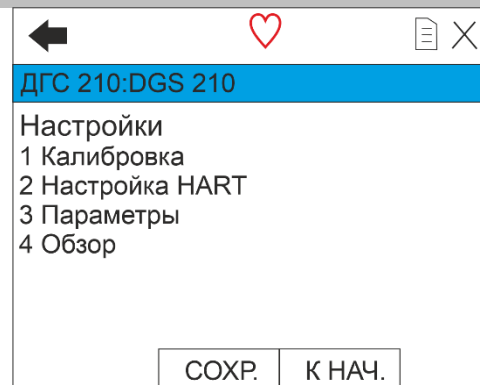 ДГС 210:DGS 210
Настройки
1 Калибровка
2 Настройка HART
3 Параметры
4 Обзор
СОХР. К НАЧ.